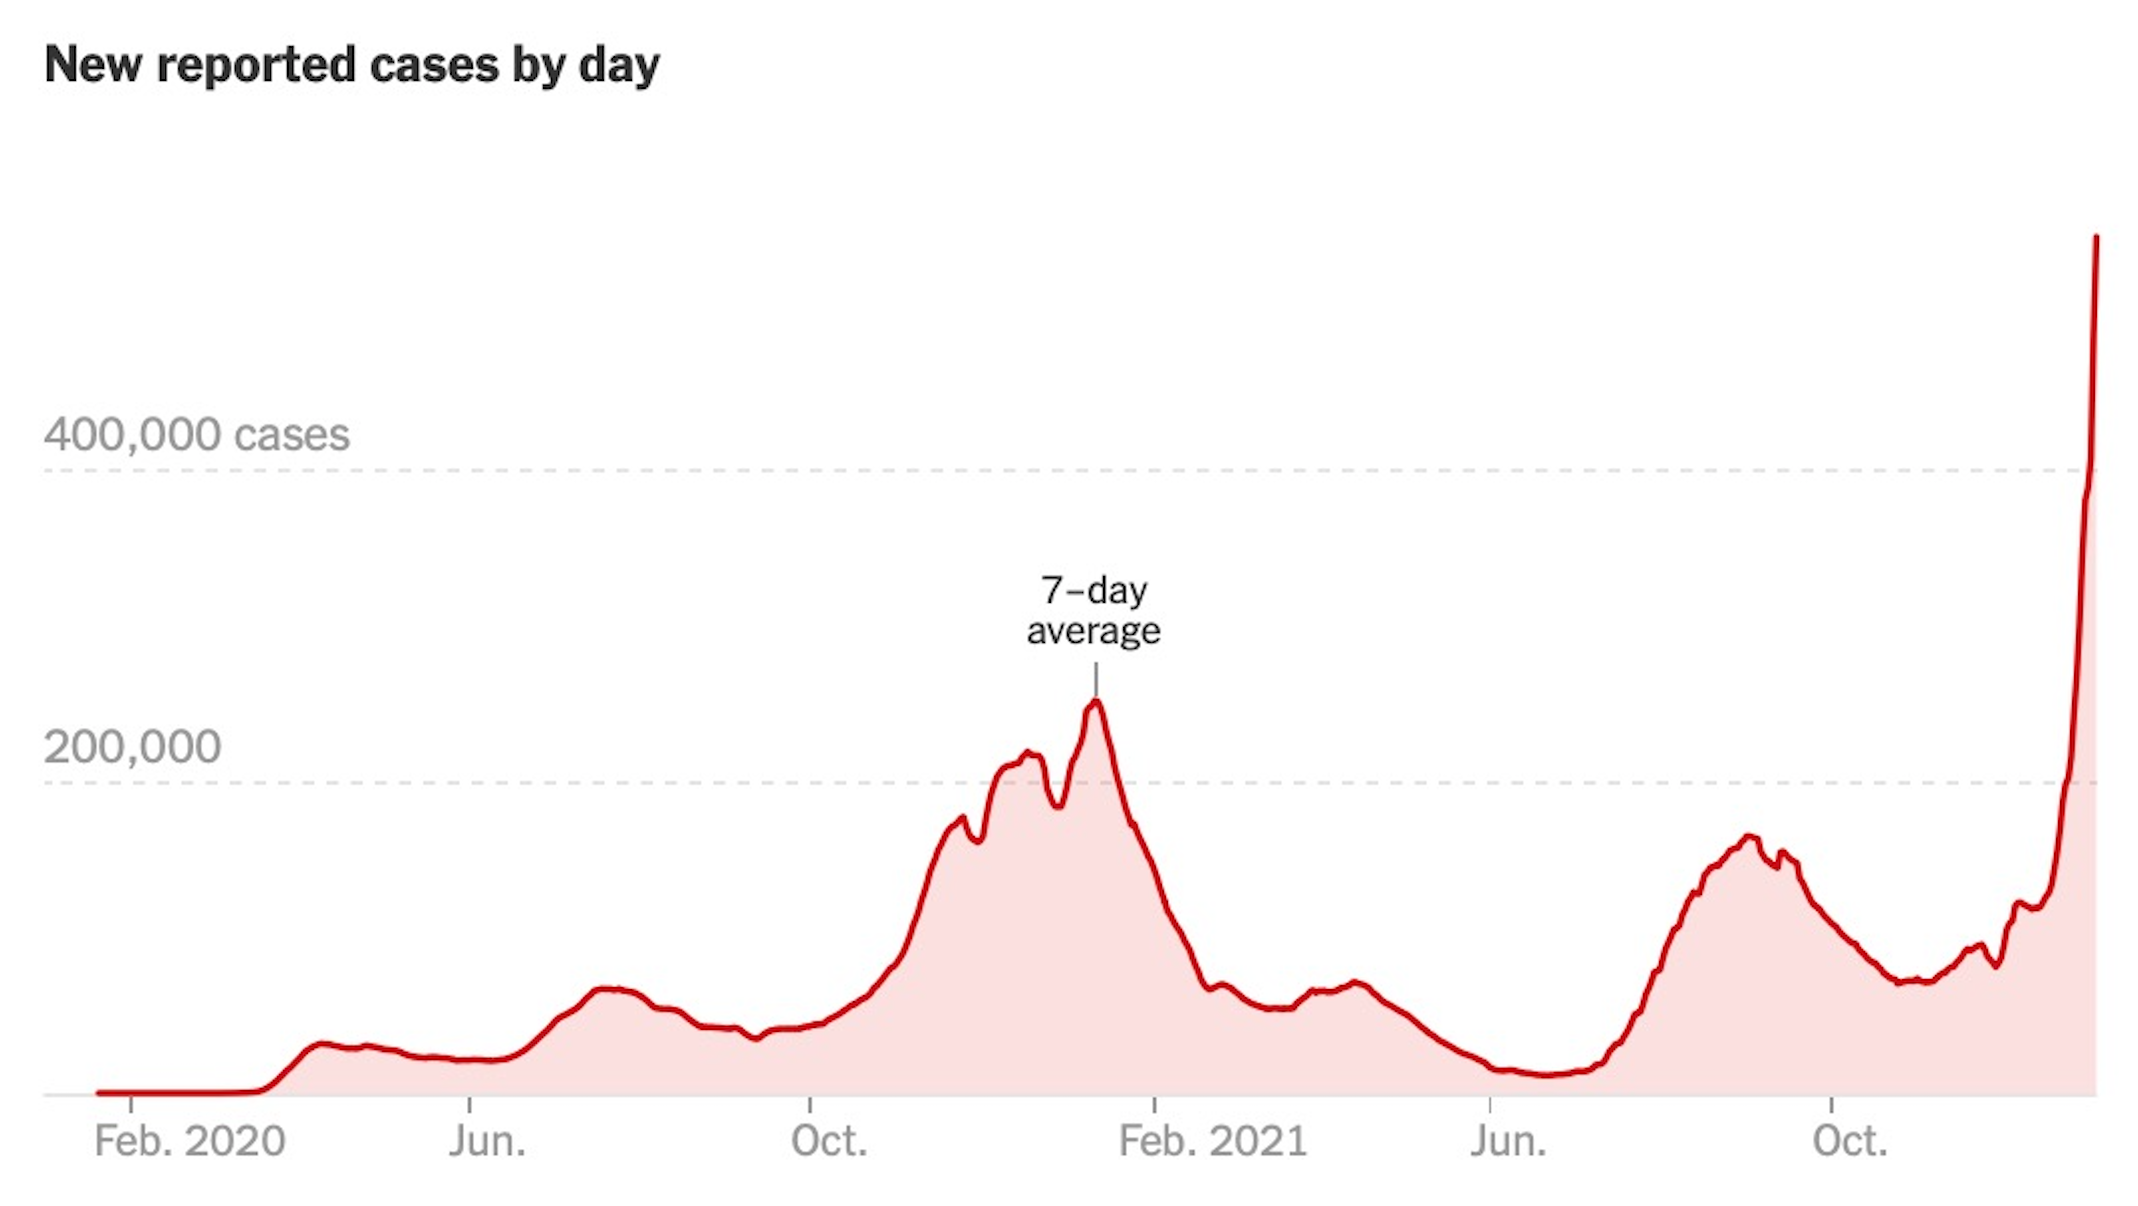 New reported cases by day
400,000 cases
7–day
average
200,000
Feb. 2020
Jun.
Oct.
Feb. 2021
Jun.
Oct.